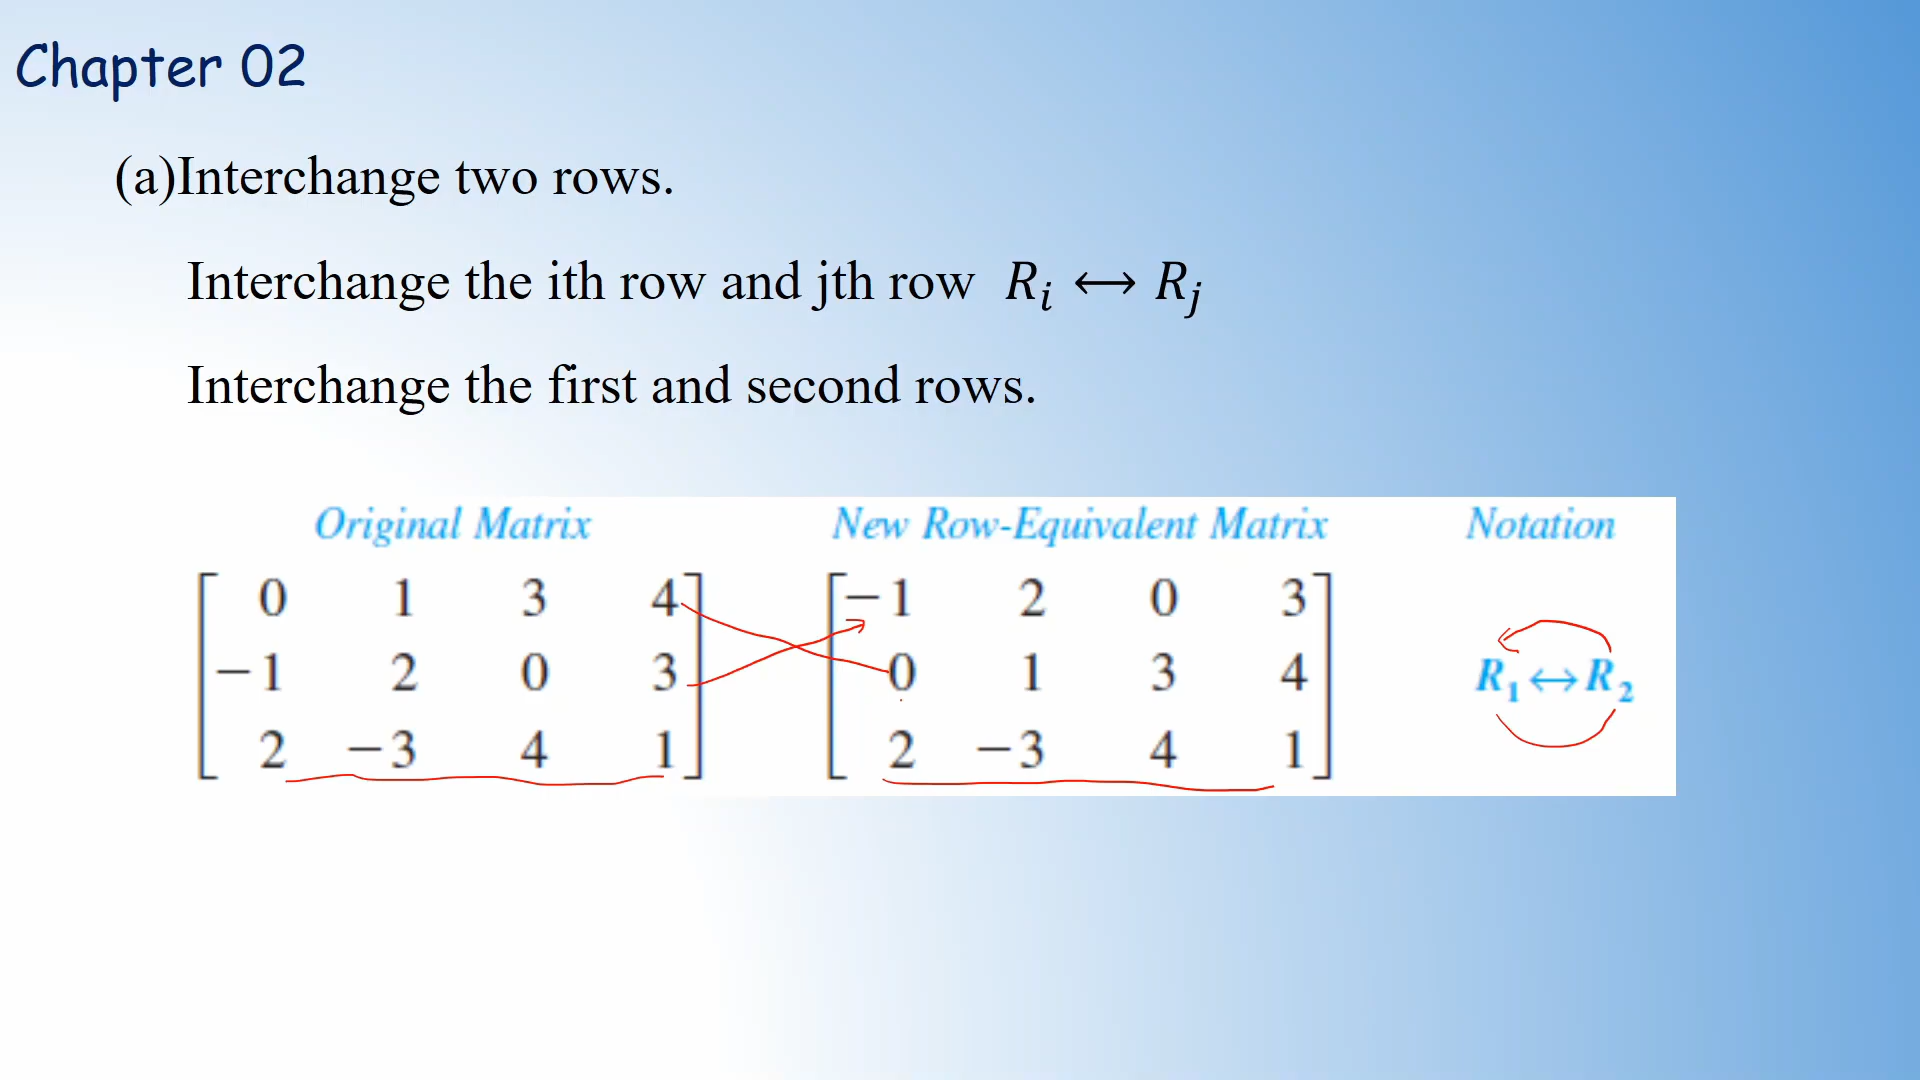 Chapter 02
(a)Interchange two rows.
Interchange the ith row and jth row R_i ⟷ R_j
Interchange the first and second rows.
Original Matrix New Row-Equivalent Matrix Notation
0 1 3 4 −1 2 0 3
−1 2 0 3 0 1 3 4 R_1 ↔ R_2
2 −3 4 1 2 −3 4 1